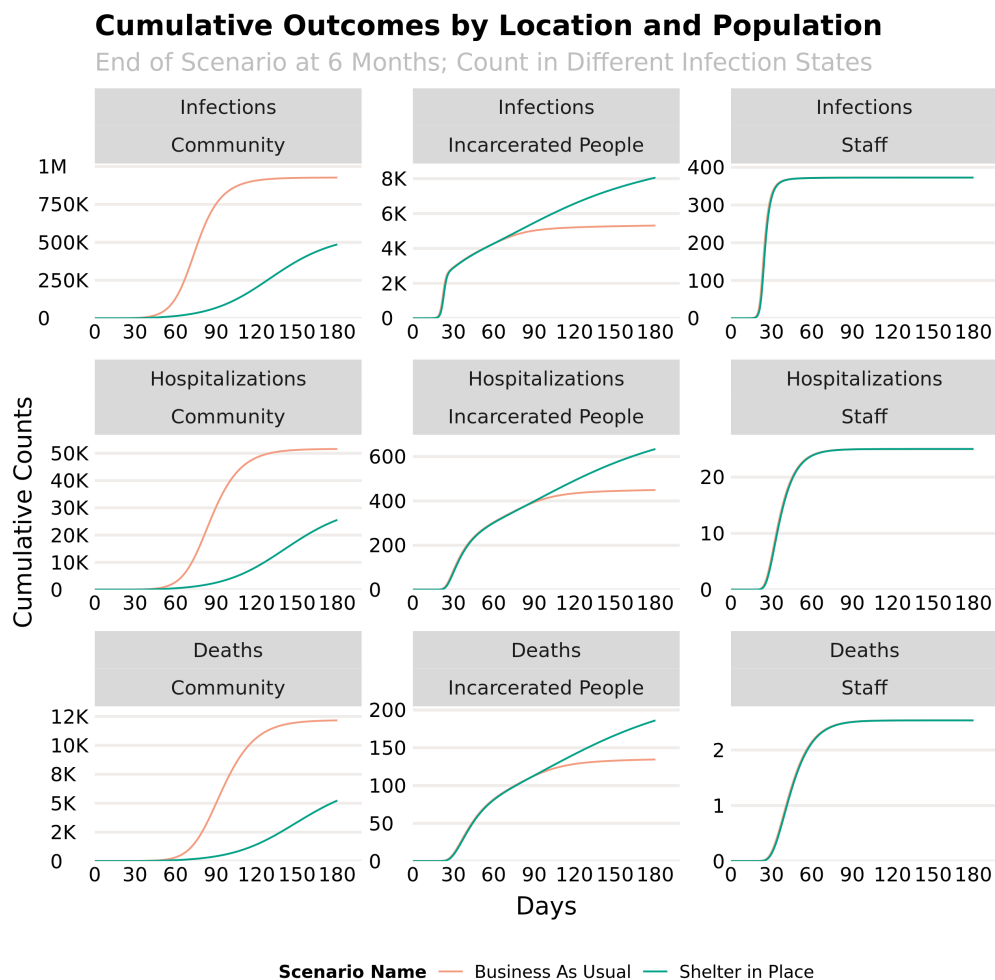 Cumulative Outcomes by Location and Population
End of Scenario at 6 Months; Count in Different Infection States
Infections Infections Infections
Community Incarcerated People Staff
1M
750K
500K
250K
0
8K
6K
4K
2K
0
400
300
200
100
0
0 30 60 90 120 150 180
0 30 60 90 120 150 180
0 30 60 90 120 150 180
Hospitalizations Hospitalizations Hospitalizations
Community Incarcerated People Staff
50K
40K
30K
20K
10K
0
600
400
200
0
20
10
0
0 30 60 90 120 150 180
0 30 60 90 120 150 180
0 30 60 90 120 150 180
Deaths Deaths Deaths
Community Incarcerated People Staff
12K
10K
8K
5K
2K
0
200
150
100
50
0
2
1
0
0 30 60 90 120 150 180
0 30 60 90 120 150 180
0 30 60 90 120 150 180
Cumulative Counts
Days
Scenario Name Business As Usual Shelter in Place